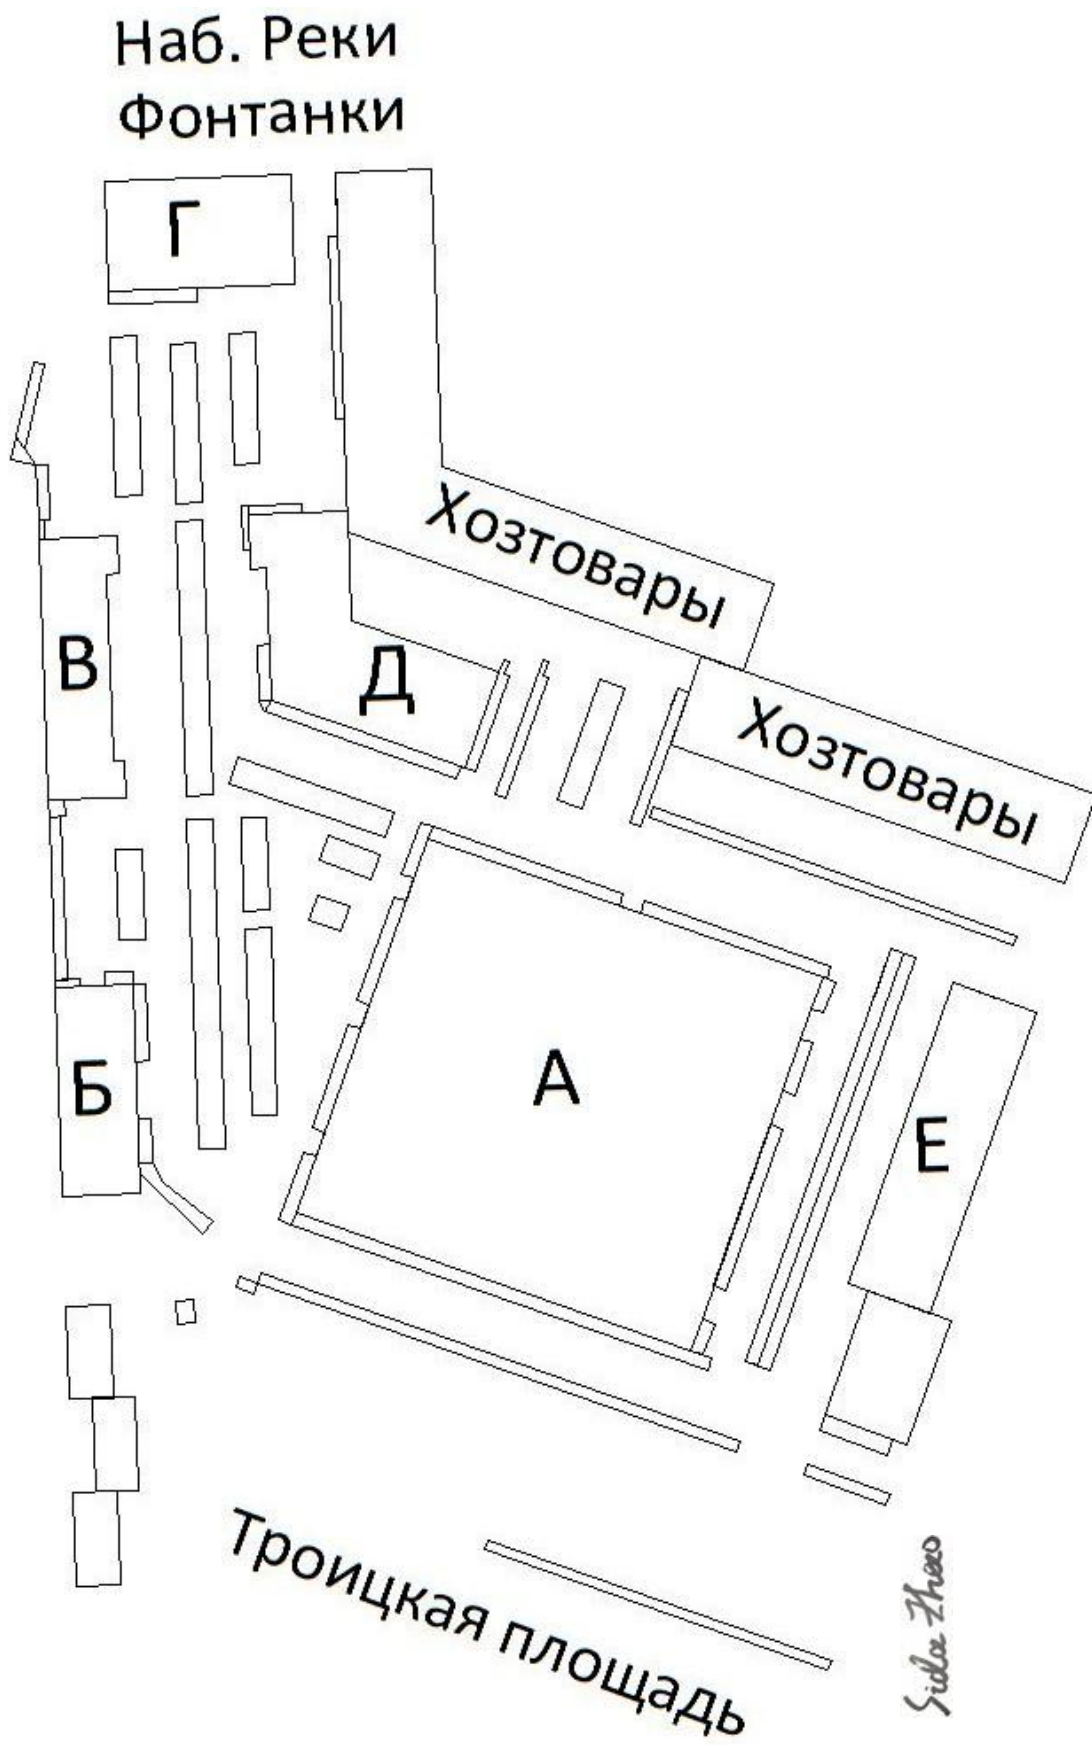 Наб. Реки
Фонтанки
Г
Хозтовары
В
Д
Хозтовары
А
Б
Е
Троицкая площадь